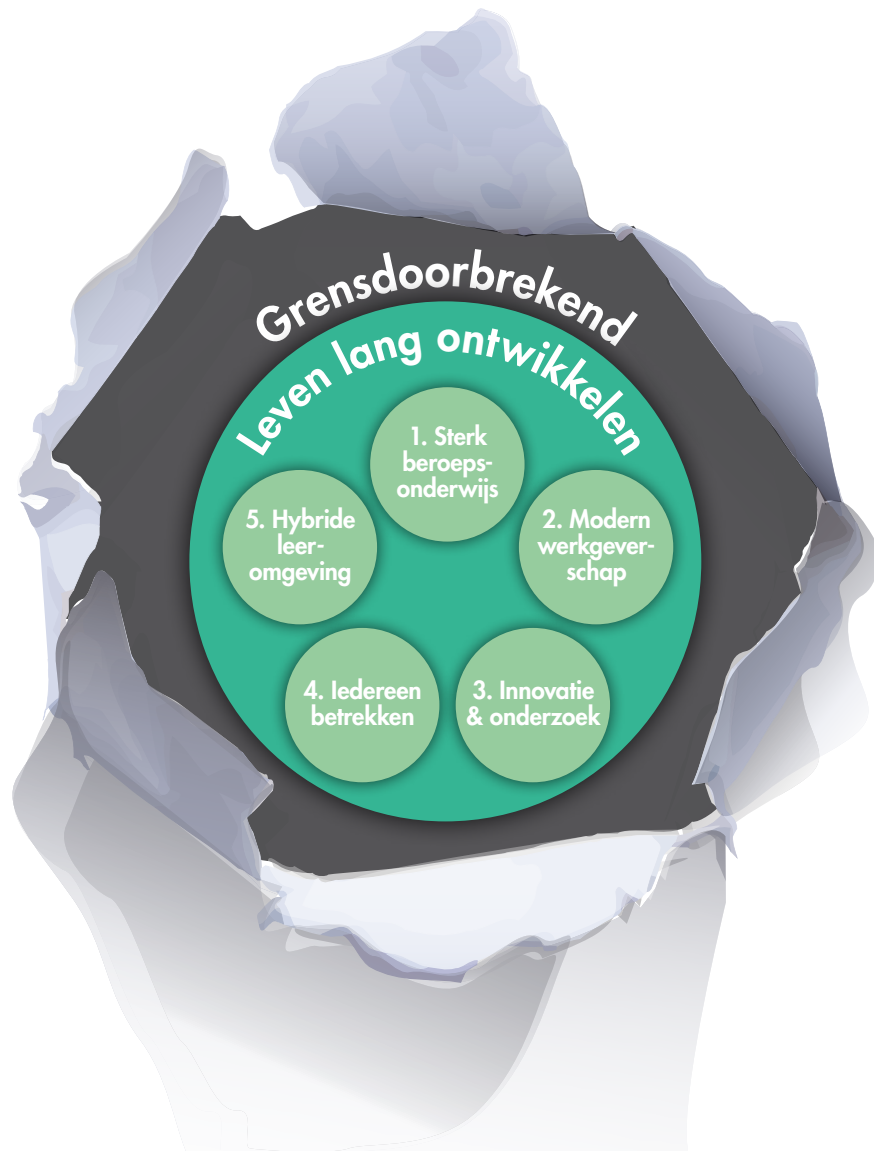 Grensdoorbrekend
Leven lang ontwikkelen
1. Sterk
beroeps-
onderwijs
2. Modern
werkgever-
schap
3. Innovatie
& onderzoek
4. Iedereen
betrekken
5. Hybride
leer-
omgeving